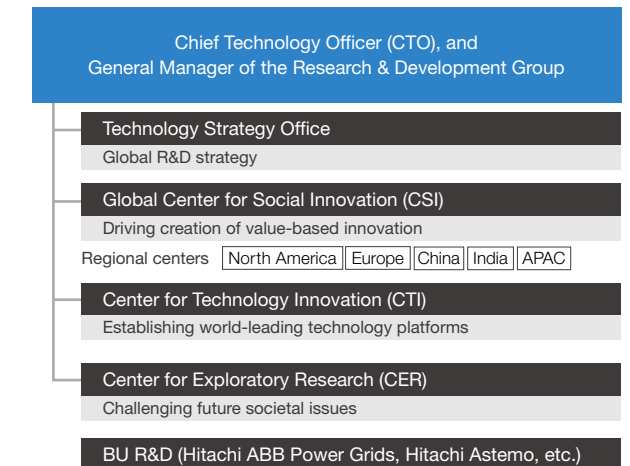 Chief Technology Officer (CTO), and
General Manager of the Research & Development Group
Technology Strategy Office
Global R&D strategy
Global Center for Social Innovation (CSI)
Driving creation of value-based innovation
Regional centers North America Europe China India APAC
Center for Technology Innovation (CTI)
Establishing world-leading technology platforms
Center for Exploratory Research (CER)
Challenging future societal issues
BU R&D (Hitachi ABB Power Grids, Hitachi Astemo, etc.)